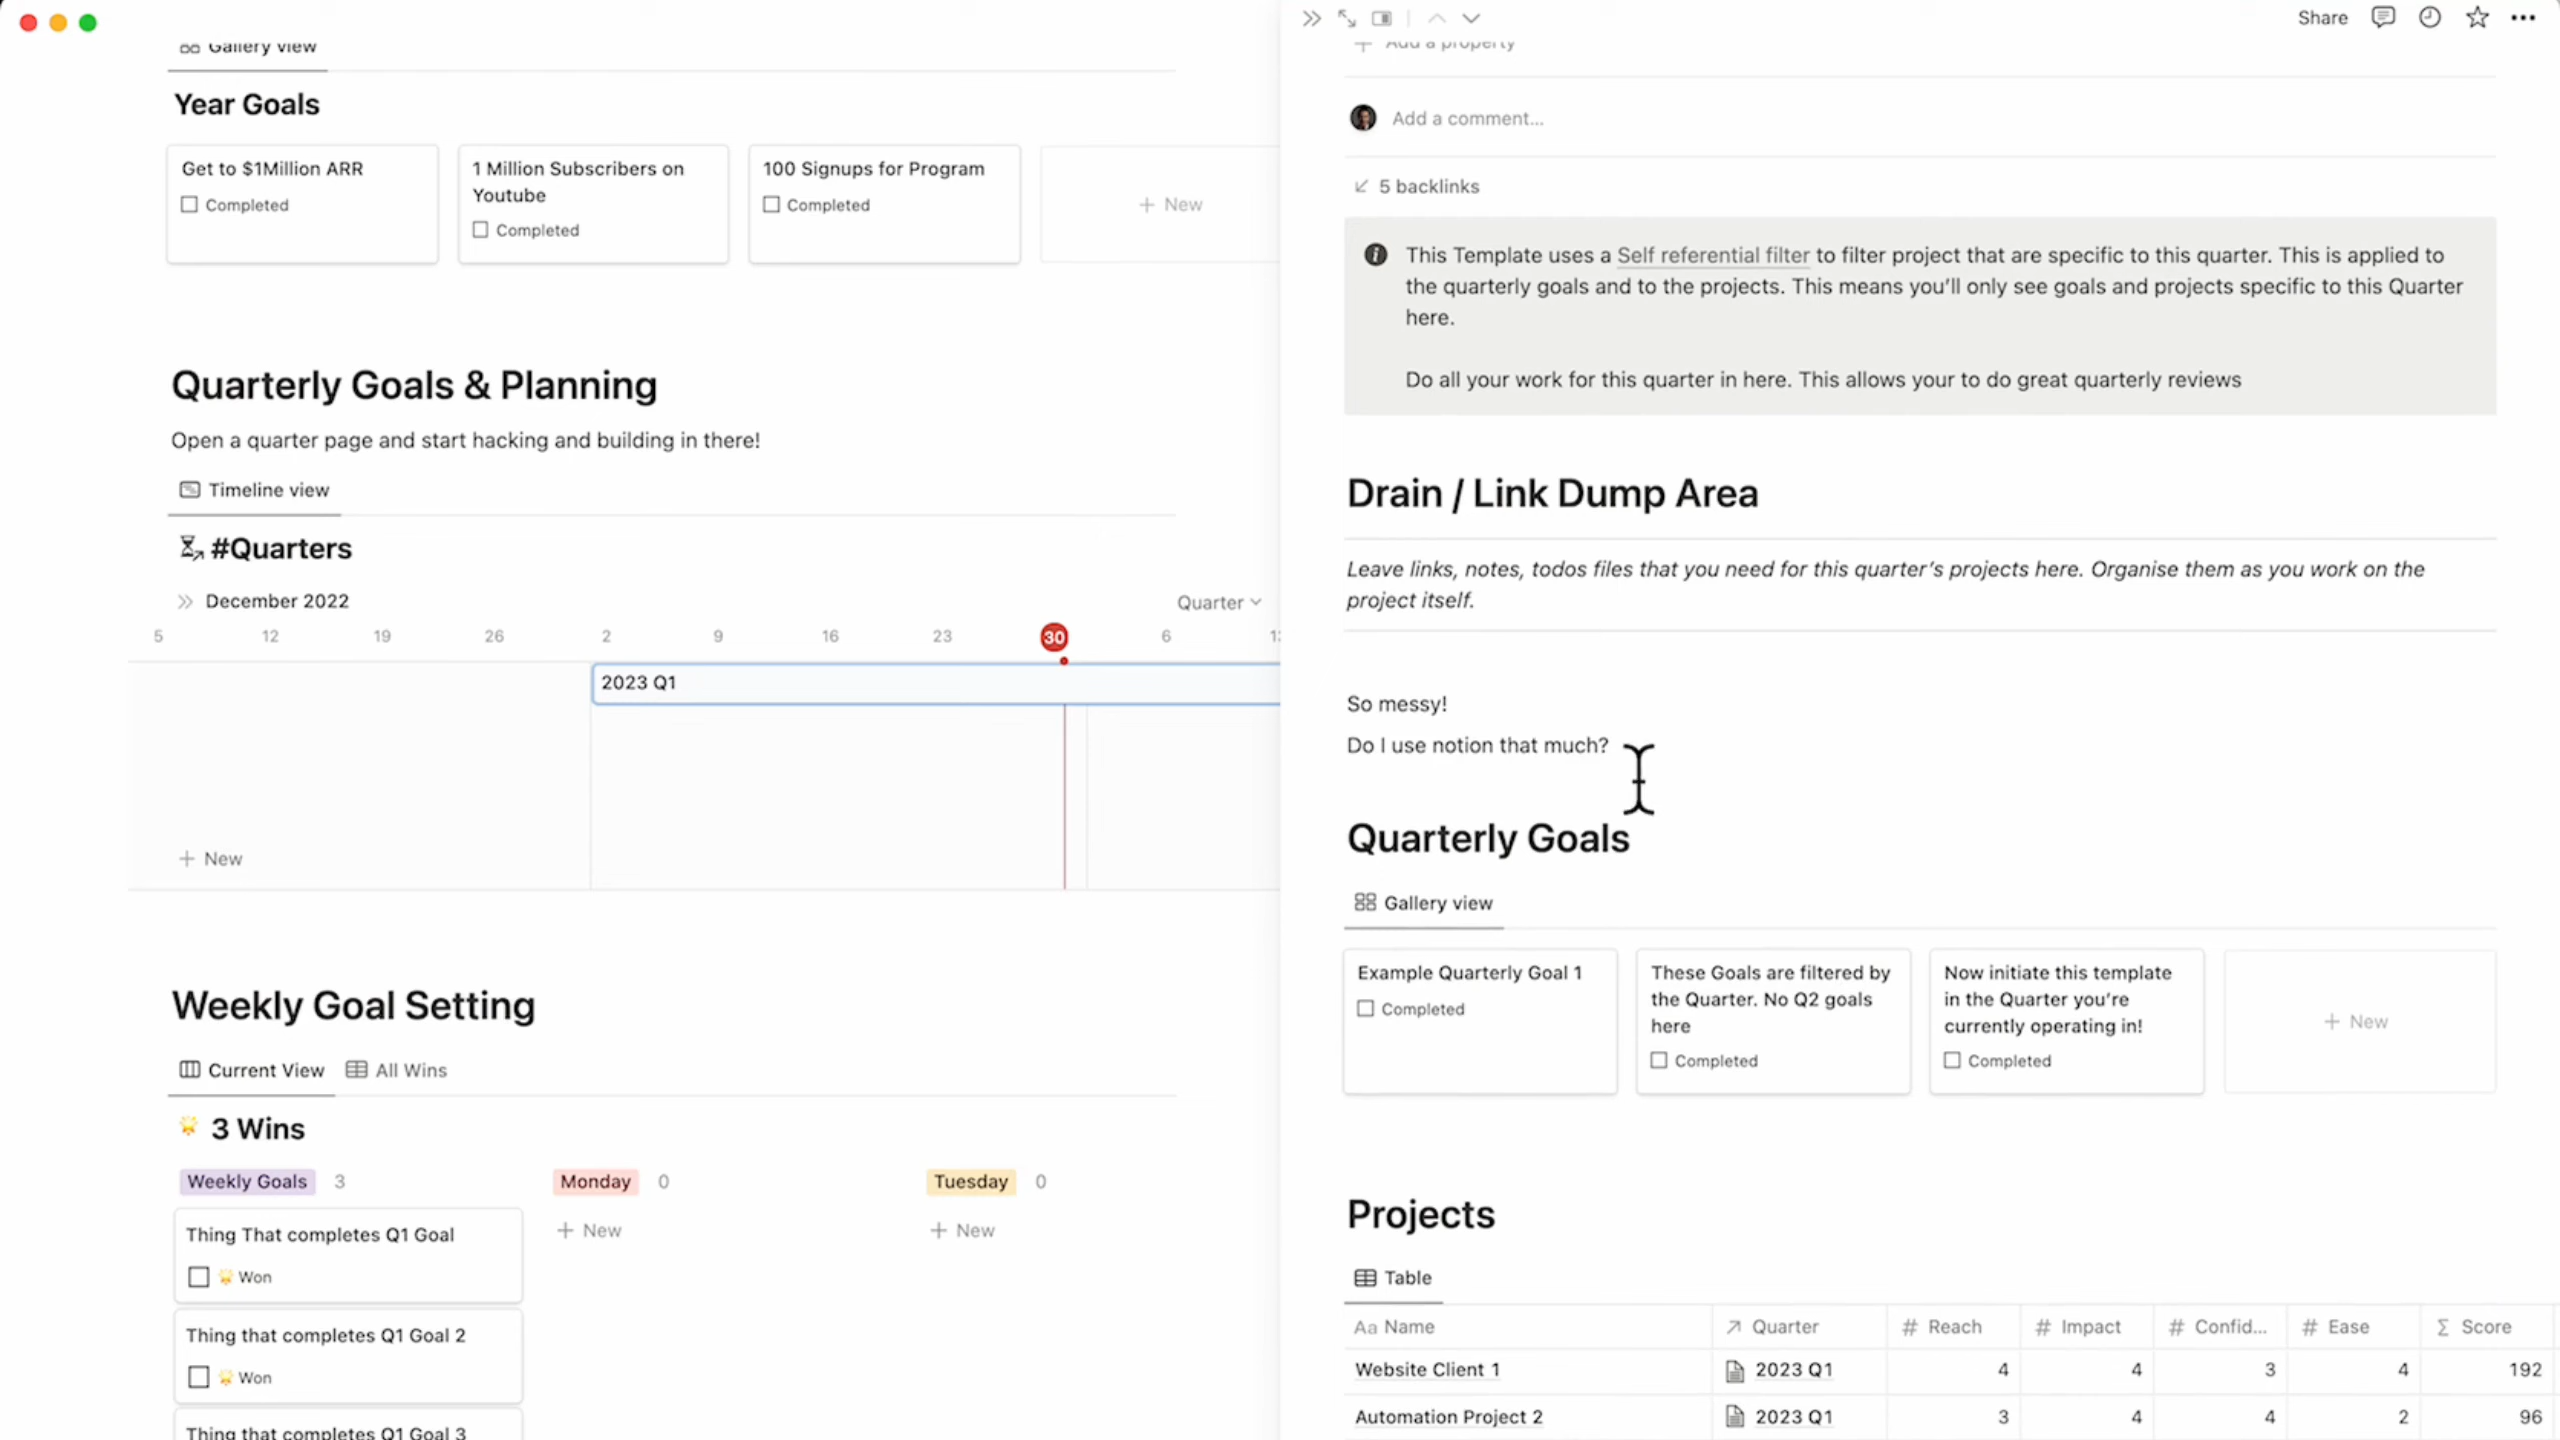 Gallery view
Year Goals
Get to $1Million ARR
Completed
1 Million Subscribers on
Youtube
Completed
100 Signups for Program
Completed
+ New
Quarterly Goals & Planning
Open a quarter page and start hacking and building in there!
Timeline view
#Quarters
December 2022
Quarter
5 12 19 26 2 9 16 23 30 6
2023 Q1
+ New
Weekly Goal Setting
Current View All Wins
3 Wins
Weekly Goals 3 Monday 0 Tuesday 0
+ New + New
Thing That completes Q1 Goal
Won
Thing that completes Q1 Goal 2
Won
Thing that completes Q1 Goal 3
Share
+ Add a property
Add a comment...
5 backlinks
This Template uses a Self referential filter to filter project that are specific to this quarter. This is applied to
the quarterly goals and to the projects. This means you'll only see goals and projects specific to this Quarter
here.
Do all your work for this quarter in here. This allows your to do great quarterly reviews
Drain / Link Dump Area
Leave links, notes, todos files that you need for this quarter's projects here. Organise them as you work on the
project itself.
So messy!
Do I use notion that much?
Quarterly Goals
Gallery view
Example Quarterly Goal 1
Completed
These Goals are filtered by
the Quarter. No Q2 goals
here
Completed
Now initiate this template
in the Quarter you're
currently operating in!
Completed
+ New
Projects
Table
Aa Name Quarter # Reach # Impact # Confid... # Ease Σ Score
Website Client 1 2023 Q1 4 4 3 4 192
Automation Project 2 2023 Q1 3 4 4 2 96